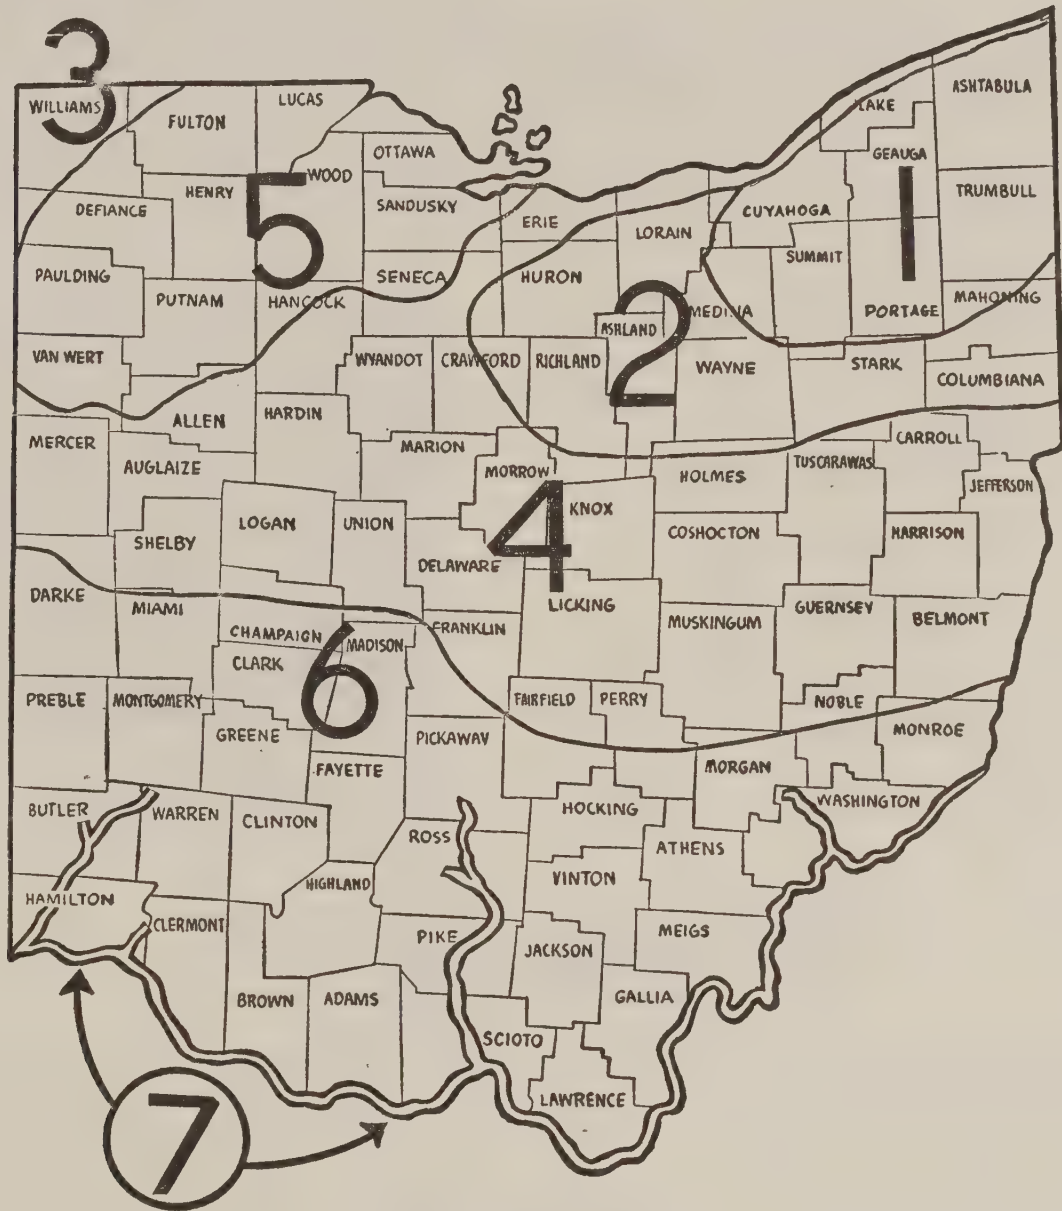 3
WILLIAMS
FULTON
LUCAS
LAKE
ASHTABULA
OTTAWA
GEAUGA
WOOD
5
HENRY
DEFIANCE
SANDUSKY
ERIE
LORAIN
CUYAHOGA
1
TRUMBULL
SUMMIT
PAULDING
PUTNAM
HANCOCK
SENECA
HURON
2
MEDINA
PORTAGE
MAHONING
ASHLAND
VAN WERT
WYANDOT
CRAWFORD
RICHLAND
WAYNE
STARK
COLUMBIANA
MERCER
ALLEN
HARDIN
MARION
CARROLL
AUGLAIZE
MORROW
HOLMES
TUSCARAWAS
JEFFERSON
4
KNOX
LOGAN
UNION
SHELBY
DELAWARE
COSHOCTON
HARRISON
DARKE
MIAMI
LICKING
GUERNSEY
BELMONT
MUSKINGUM
CHAMPAIGN
MADISON
FRANKLIN
CLARK
6
PREBLE
MONTGOMERY
FAIRFIELD
PERRY
NOBLE
GREENE
PICKAWAY
MONROE
FAYETTE
MORGAN
BUTLER
WARREN
CLINTON
HOCKING
WASHINGTON
ROSS
ATHENS
HIGHLAND
VINTON
HAMILTON
CLERMONT
PIKE
JACKSON
MEIGS
BROWN
ADAMS
GALLIA
SCIOTO
LAWRENCE
7